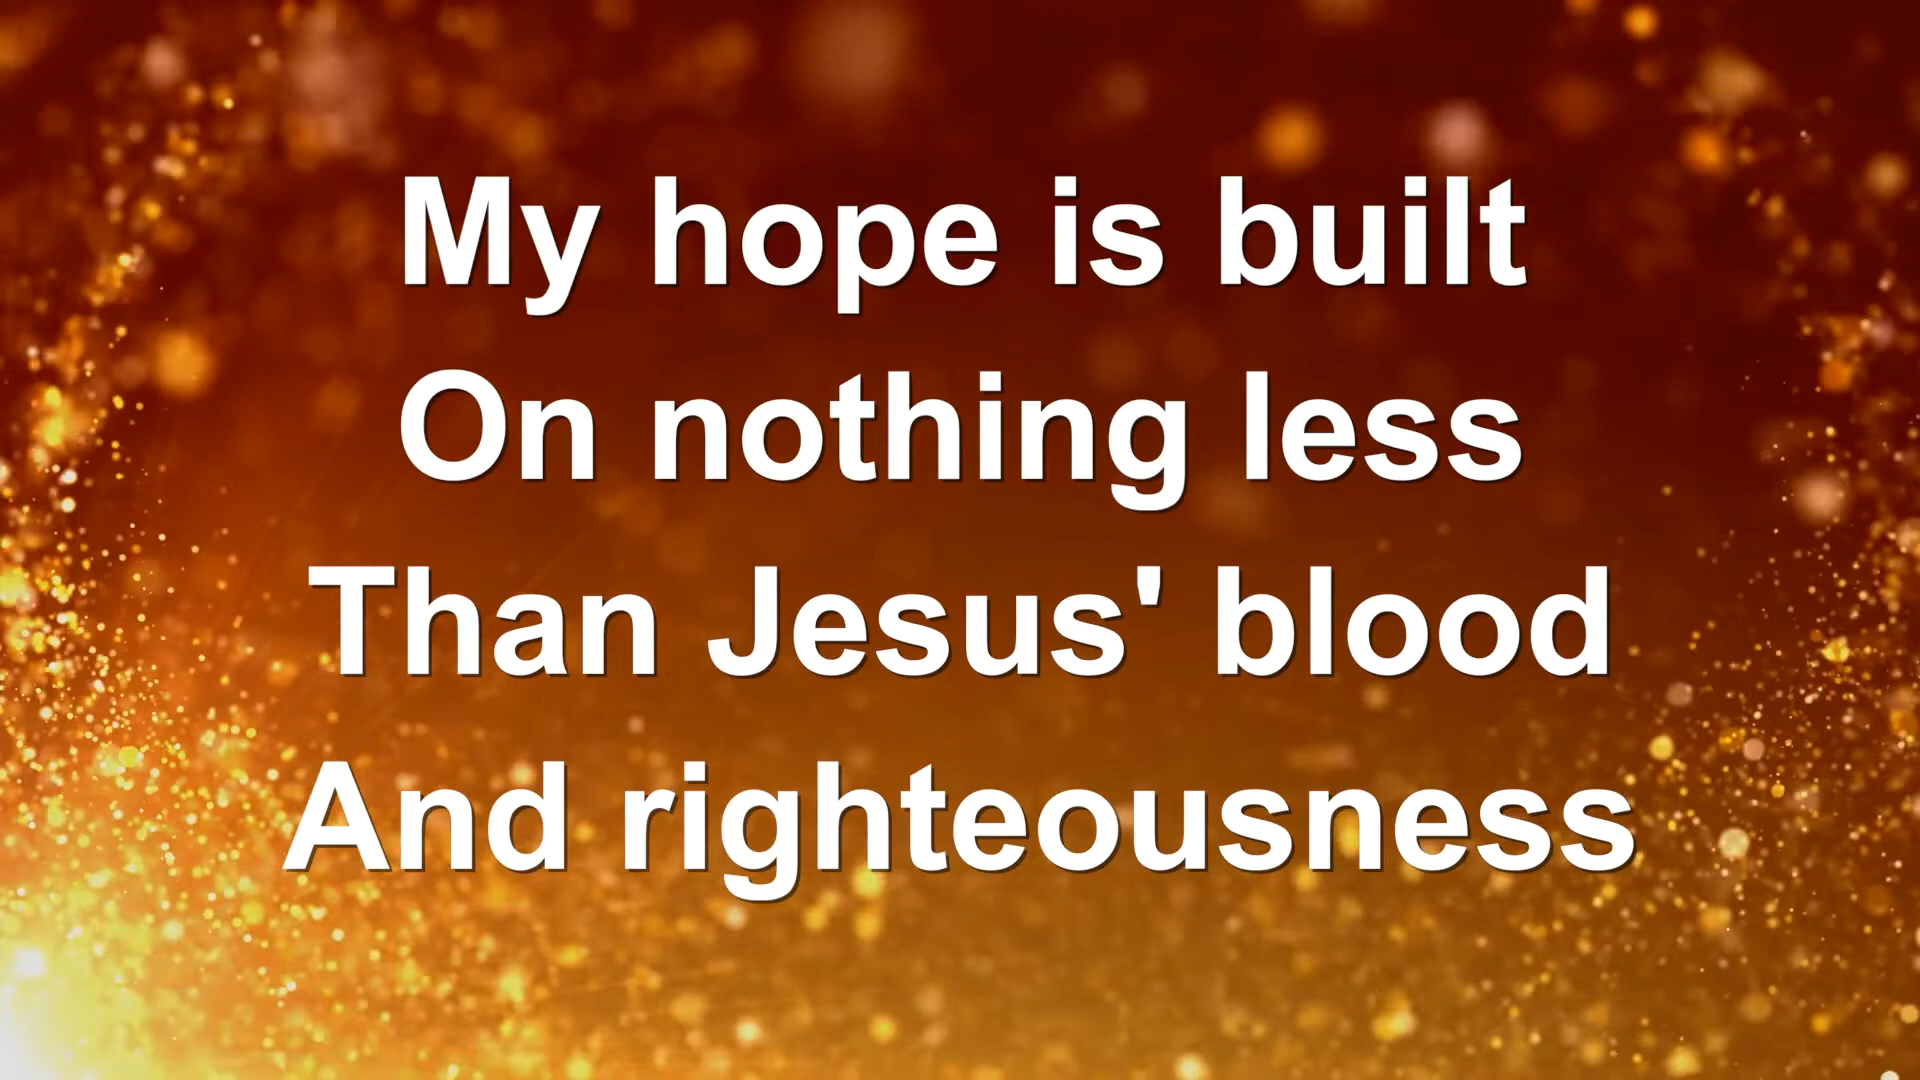 My hope is built
On nothing less
Than Jesus' blood
And righteousness